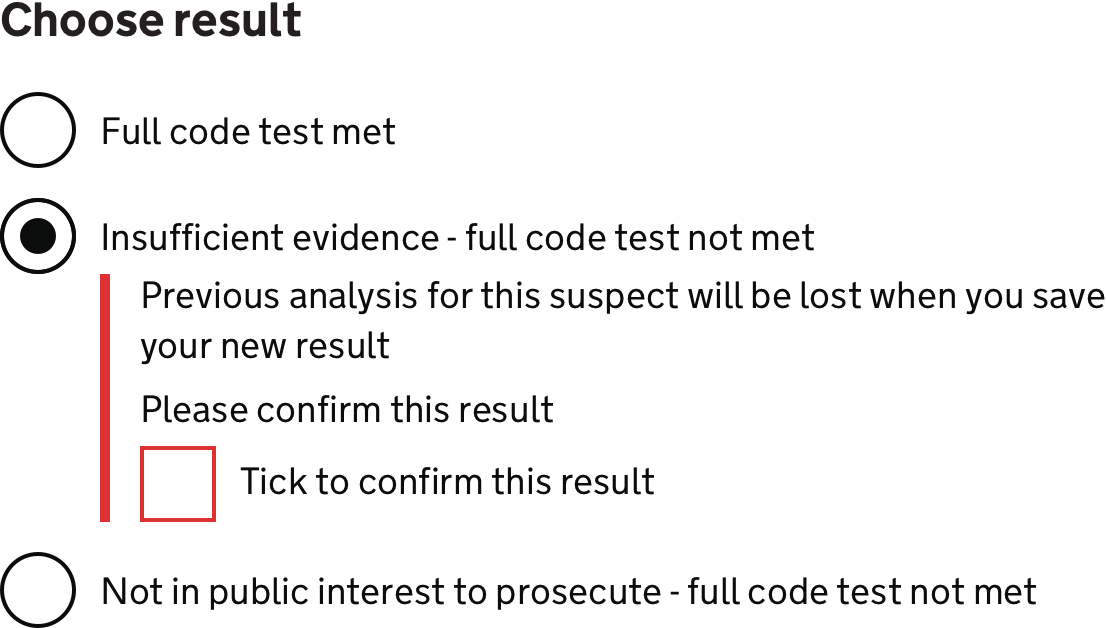 Choose result
Full code test met
Insufficient evidence - full code test not met
Previous analysis for this suspect will be lost when you save
your new result
Please confirm this result
Tick to confirm this result
Not in public interest to prosecute - full code test not met